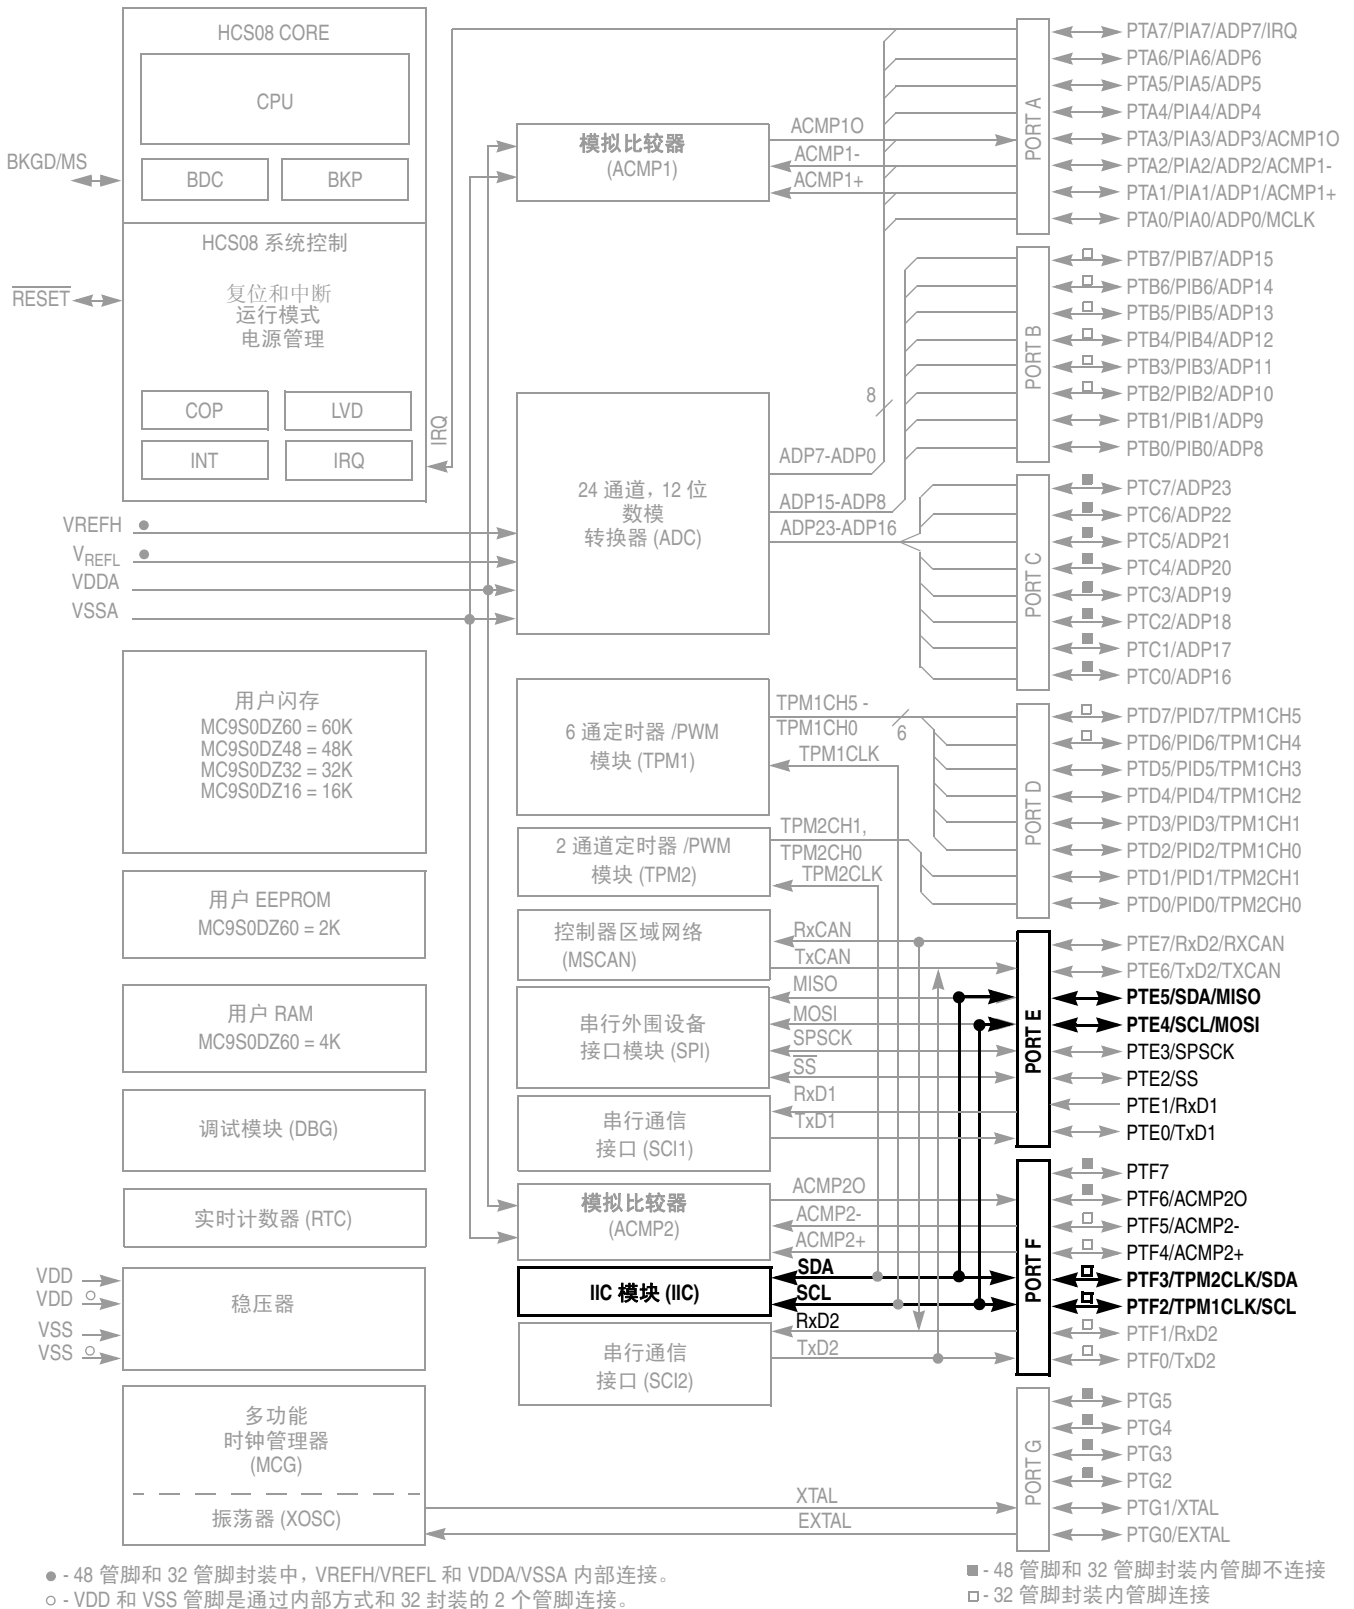 HCS08 CORE
CPU
BDC
BKP
BKGD/MS
HCS08 系统控制
复位和中断
运行模式
电源管理
RESET
COP
LVD
INT
IRQ
IRQ
VREFH
VREFL
VDDA
VSSA
用户闪存
MC9S0DZ60 = 60K
MC9S0DZ48 = 48K
MC9S0DZ32 = 32K
MC9S0DZ16 = 16K
用户 EEPROM
MC9S0DZ60 = 2K
用户 RAM
MC9S0DZ60 = 4K
调试模块 (DBG)
实时计数器 (RTC)
VDD
VDD
VSS
VSS
稳压器
多功能
时钟管理器
(MCG)
振荡器 (XOSC)
模拟比较器
(ACMP1)
ACMP1O
ACMP1-
ACMP1+
24 通道, 12 位
数模
转换器 (ADC)
8
ADP7-ADP0
ADP15-ADP8
ADP23-ADP16
6 通定时器 /PWM
模块 (TPM1)
TPM1CH5 -
TPM1CH0
6
TPM1CLK
2 通道定时器 /PWM
模块 (TPM2)
TPM2CH1,
TPM2CH0
TPM2CLK
控制器区域网络
(MSCAN)
RxCAN
TxCAN
串行外围设备
接口模块 (SPI)
MISO
MOSI
SPSCK
SS
串行通信
接口 (SCI1)
RxD1
TxD1
模拟比较器
(ACMP2)
ACMP2O
ACMP2-
ACMP2+
IIC 模块 (IIC)
SDA
SCL
串行通信
接口 (SCI2)
RxD2
TxD2
XTAL
EXTAL
PORT A
PTA7/PIA7/ADP7/IRQ
PTA6/PIA6/ADP6
PTA5/PIA5/ADP5
PTA4/PIA4/ADP4
PTA3/PIA3/ADP3/ACMP1O
PTA2/PIA2/ADP2/ACMP1-
PTA1/PIA1/ADP1/ACMP1+
PTA0/PIA0/ADP0/MCLK
PORT B
PTB7/PIB7/ADP15
PTB6/PIB6/ADP14
PTB5/PIB5/ADP13
PTB4/PIB4/ADP12
PTB3/PIB3/ADP11
PTB2/PIB2/ADP10
PTB1/PIB1/ADP9
PTB0/PIB0/ADP8
PORT C
PTC7/ADP23
PTC6/ADP22
PTC5/ADP21
PTC4/ADP20
PTC3/ADP19
PTC2/ADP18
PTC1/ADP17
PTC0/ADP16
PORT D
PTD7/PID7/TPM1CH5
PTD6/PID6/TPM1CH4
PTD5/PID5/TPM1CH3
PTD4/PID4/TPM1CH2
PTD3/PID3/TPM1CH1
PTD2/PID2/TPM1CH0
PTD1/PID1/TPM2CH1
PTD0/PID0/TPM2CH0
PORT E
PTE7/RxD2/RXCAN
PTE6/TxD2/TXCAN
PTE5/SDA/MISO
PTE4/SCL/MOSI
PTE3/SPSCK
PTE2/SS
PTE1/RxD1
PTE0/TxD1
PORT F
PTF7
PTF6/ACMP2O
PTF5/ACMP2-
PTF4/ACMP2+
PTF3/TPM2CLK/SDA
PTF2/TPM1CLK/SCL
PTF1/RxD2
PTF0/TxD2
PORT G
PTG5
PTG4
PTG3
PTG2
PTG1/XTAL
PTG0/EXTAL
● - 48 管脚和 32 管脚封装中, VREFH/VREFL 和 VDDA/VSSA 内部连接。
○ - VDD 和 VSS 管脚是通过内部方式和 32 封装的 2 个管脚连接。
■ - 48 管脚和 32 管脚封装内管脚不连接
□ - 32 管脚封装内管脚连接